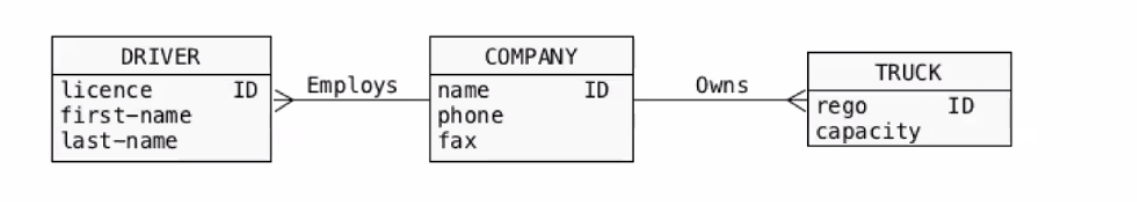 DRIVER
licence ID
first-name
last-name
Employs
COMPANY
name ID
phone
fax
Owns
TRUCK
rego ID
capacity